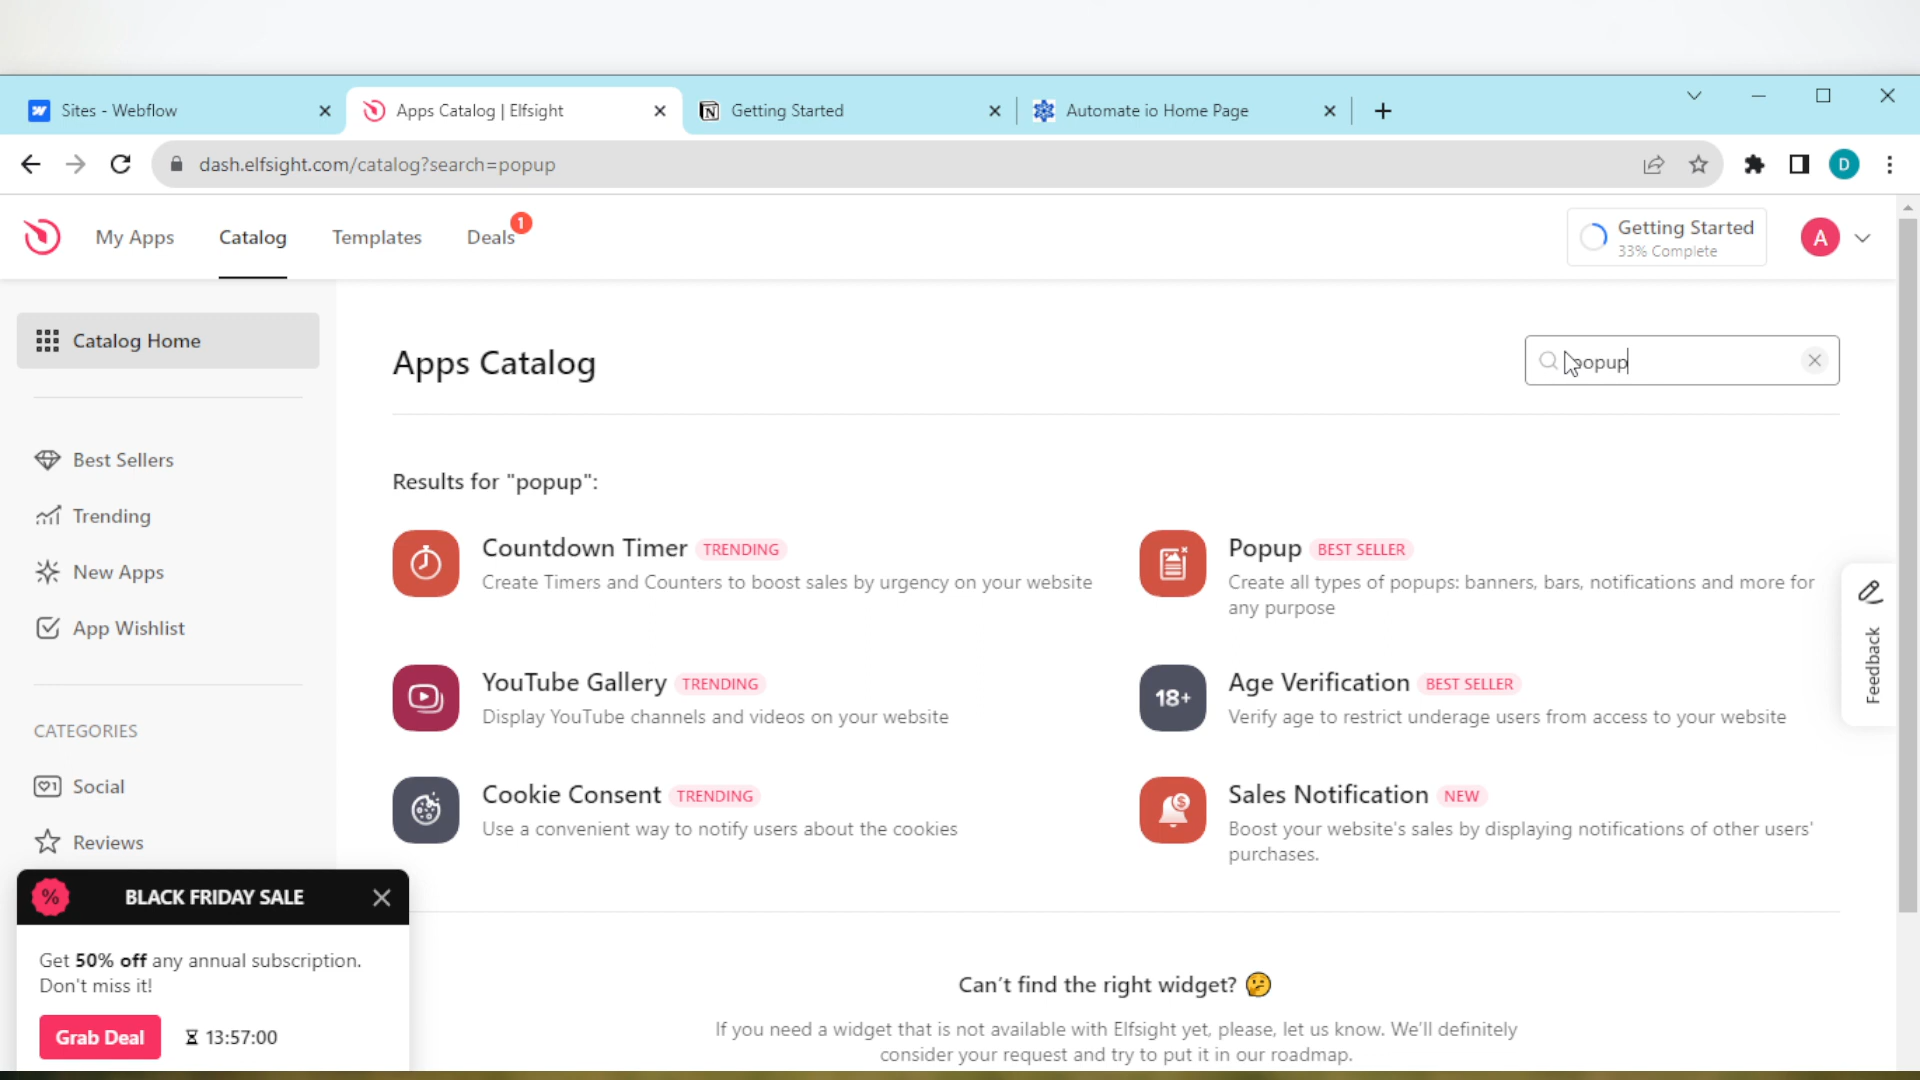 Sites - Webflow
Apps Catalog | Elfsight
Getting Started
Automate io Home Page
dash.elfsight.com/catalog?search=popup
D
My Apps
Catalog
Templates
Deals
1
Getting Started
33% Complete
A
Catalog Home
Best Sellers
Trending
New Apps
App Wishlist
CATEGORIES
Social
Reviews
Apps Catalog
popup
Results for "popup":
Countdown Timer TRENDING
Create Timers and Counters to boost sales by urgency on your website
Popup BEST SELLER
Create all types of popups: banners, bars, notifications and more for
any purpose
YouTube Gallery TRENDING
Display YouTube channels and videos on your website
18+
Age Verification BEST SELLER
Verify age to restrict underage users from access to your website
Cookie Consent TRENDING
Use a convenient way to notify users about the cookies
Sales Notification NEW
Boost your website's sales by displaying notifications of other users'
purchases.
Feedback
% BLACK FRIDAY SALE
Get 50% off any annual subscription.
Don't miss it!
Grab Deal
13:57:00
Can't find the right widget? 🤔
If you need a widget that is not available with Elfsight yet, please, let us know. We'll definitely
consider your request and try to put it in our roadmap.